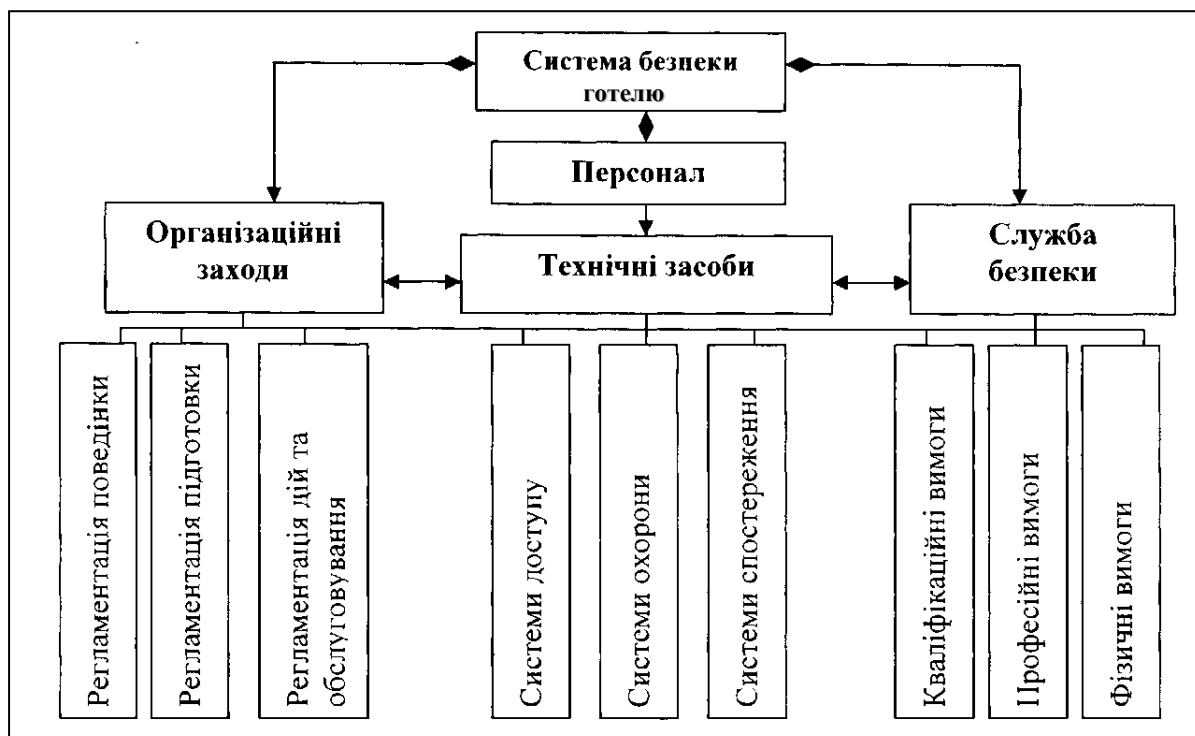 Система безпеки
готелю
Персонал
Організаційні
заходи
Технічні засоби
Служба
безпеки
Регламентація поведінки
Регламентація підготовки
Регламентація дій та
обслуговування
Системи доступу
Системи охорони
Системи спостереження
Кваліфікаційні вимоги
Професійні вимоги
Фізичні вимоги